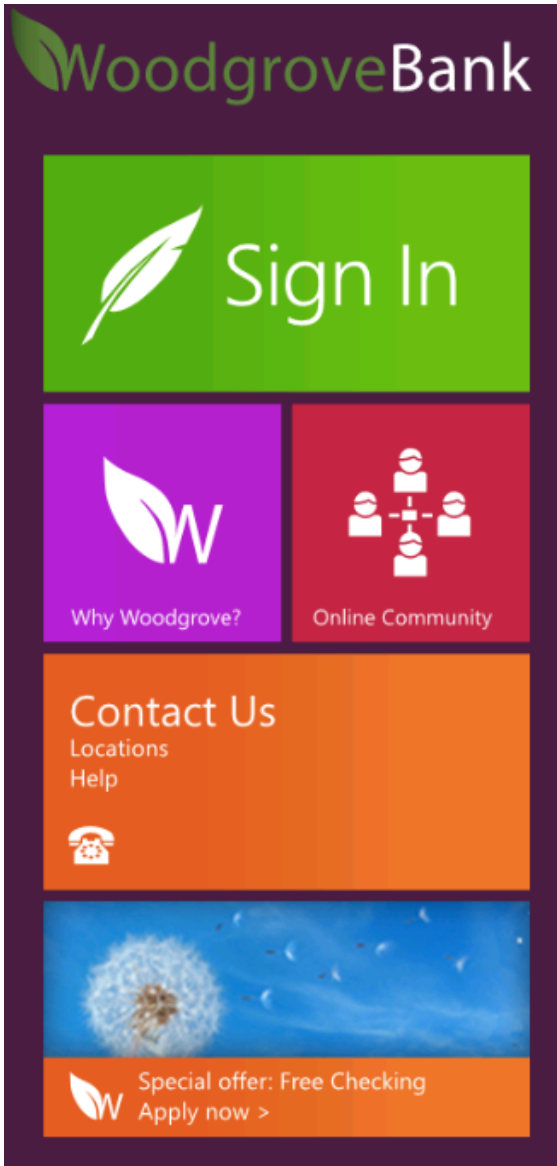 WoodgroveBank
Sign In
W
Why Woodgrove?
Online Community
Contact Us
Locations
Help
W
Special offer: Free Checking
Apply now >